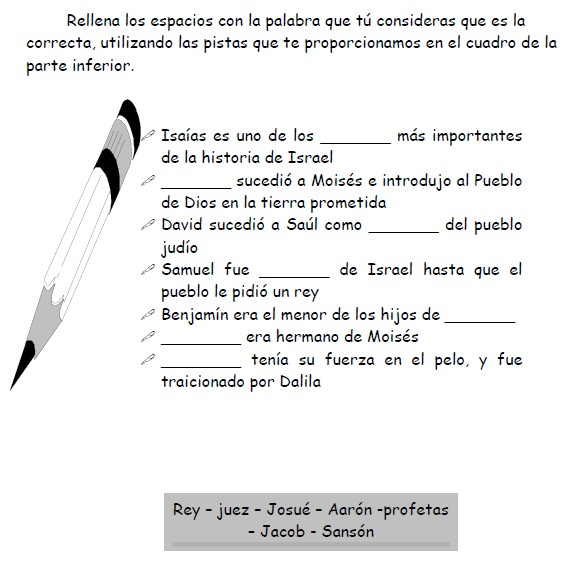 Rellena los espacios con la palabra que tú consideras que es la
correcta, utilizando las pistas que te proporcionamos en el cuadro de la
parte inferior.
Isaías es uno de los ________ más importantes
de la historia de Israel
________ sucedió a Moisés e introdujo al Pueblo
de Dios en la tierra prometida
David sucedió a Saúl como ________ del pueblo
judío
Samuel fue ________ de Israel hasta que el
pueblo le pidió un rey
Benjamín era el menor de los hijos de ________
_________ era hermano de Moisés
_________ tenía su fuerza en el pelo, y fue
traicionado por Dalila
Rey – juez – Josué – Aarón -profetas
– Jacob - Sansón